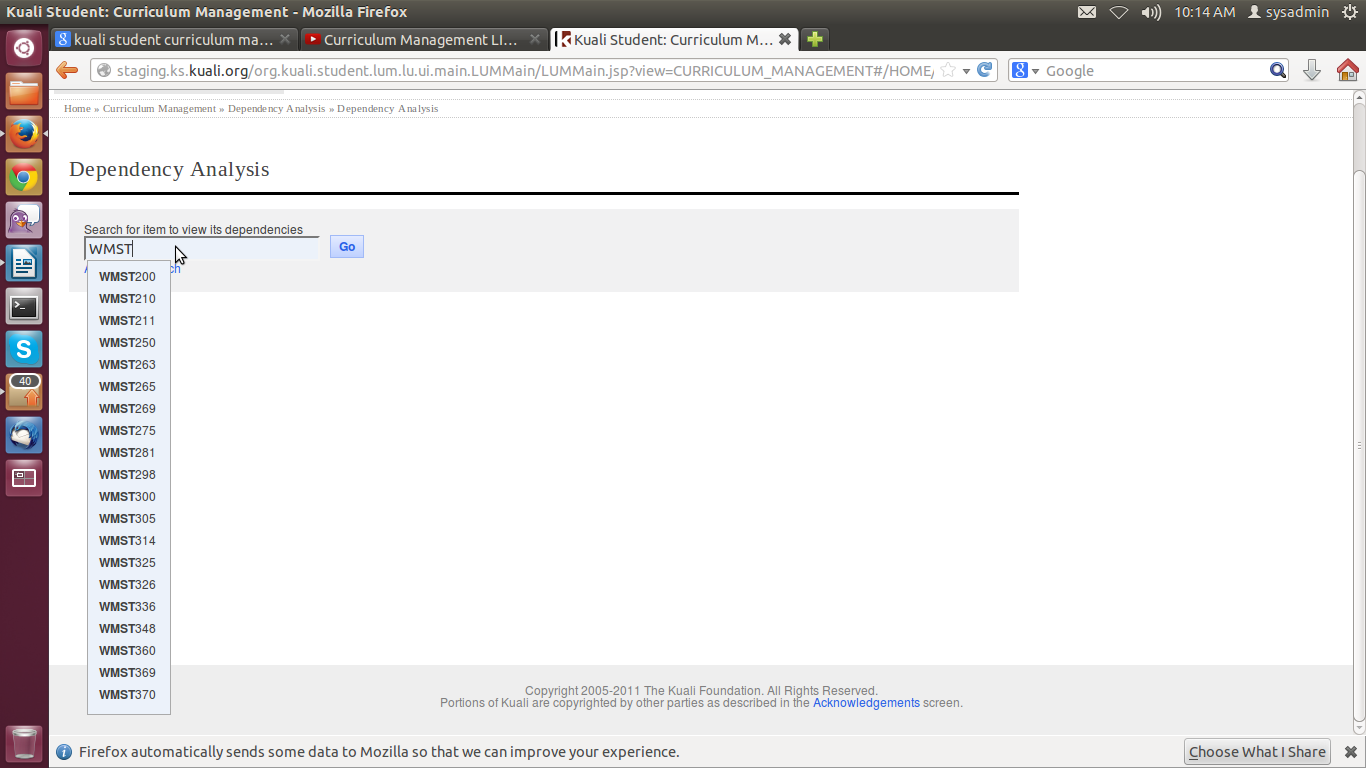 Kuali Student: Curriculum Management - Mozilla Firefox
10:14 AM
sysadmin
kuali student curriculum ma...
Curriculum Management LI...
Kuali Student: Curriculum M...
staging.ks.kuali.org/org.kuali.student.lum.lu.ui.main.LUMMain/LUMMain.jsp?view=CURRICULUM_MANAGEMENT#/HOME/
Google
Home » Curriculum Management » Dependency Analysis » Dependency Analysis
Dependency Analysis
Search for item to view its dependencies
WMST
Go
WMST200
WMST210
WMST211
WMST250
WMST263
WMST265
WMST269
WMST275
WMST281
WMST298
WMST300
WMST305
WMST314
WMST325
WMST326
WMST336
WMST348
WMST360
WMST369
WMST370
40
Copyright 2005-2011 The Kuali Foundation. All Rights Reserved.
Portions of Kuali are copyrighted by other parties as described in the Acknowledgements screen.
Firefox automatically sends some data to Mozilla so that we can improve your experience.
Choose What I Share